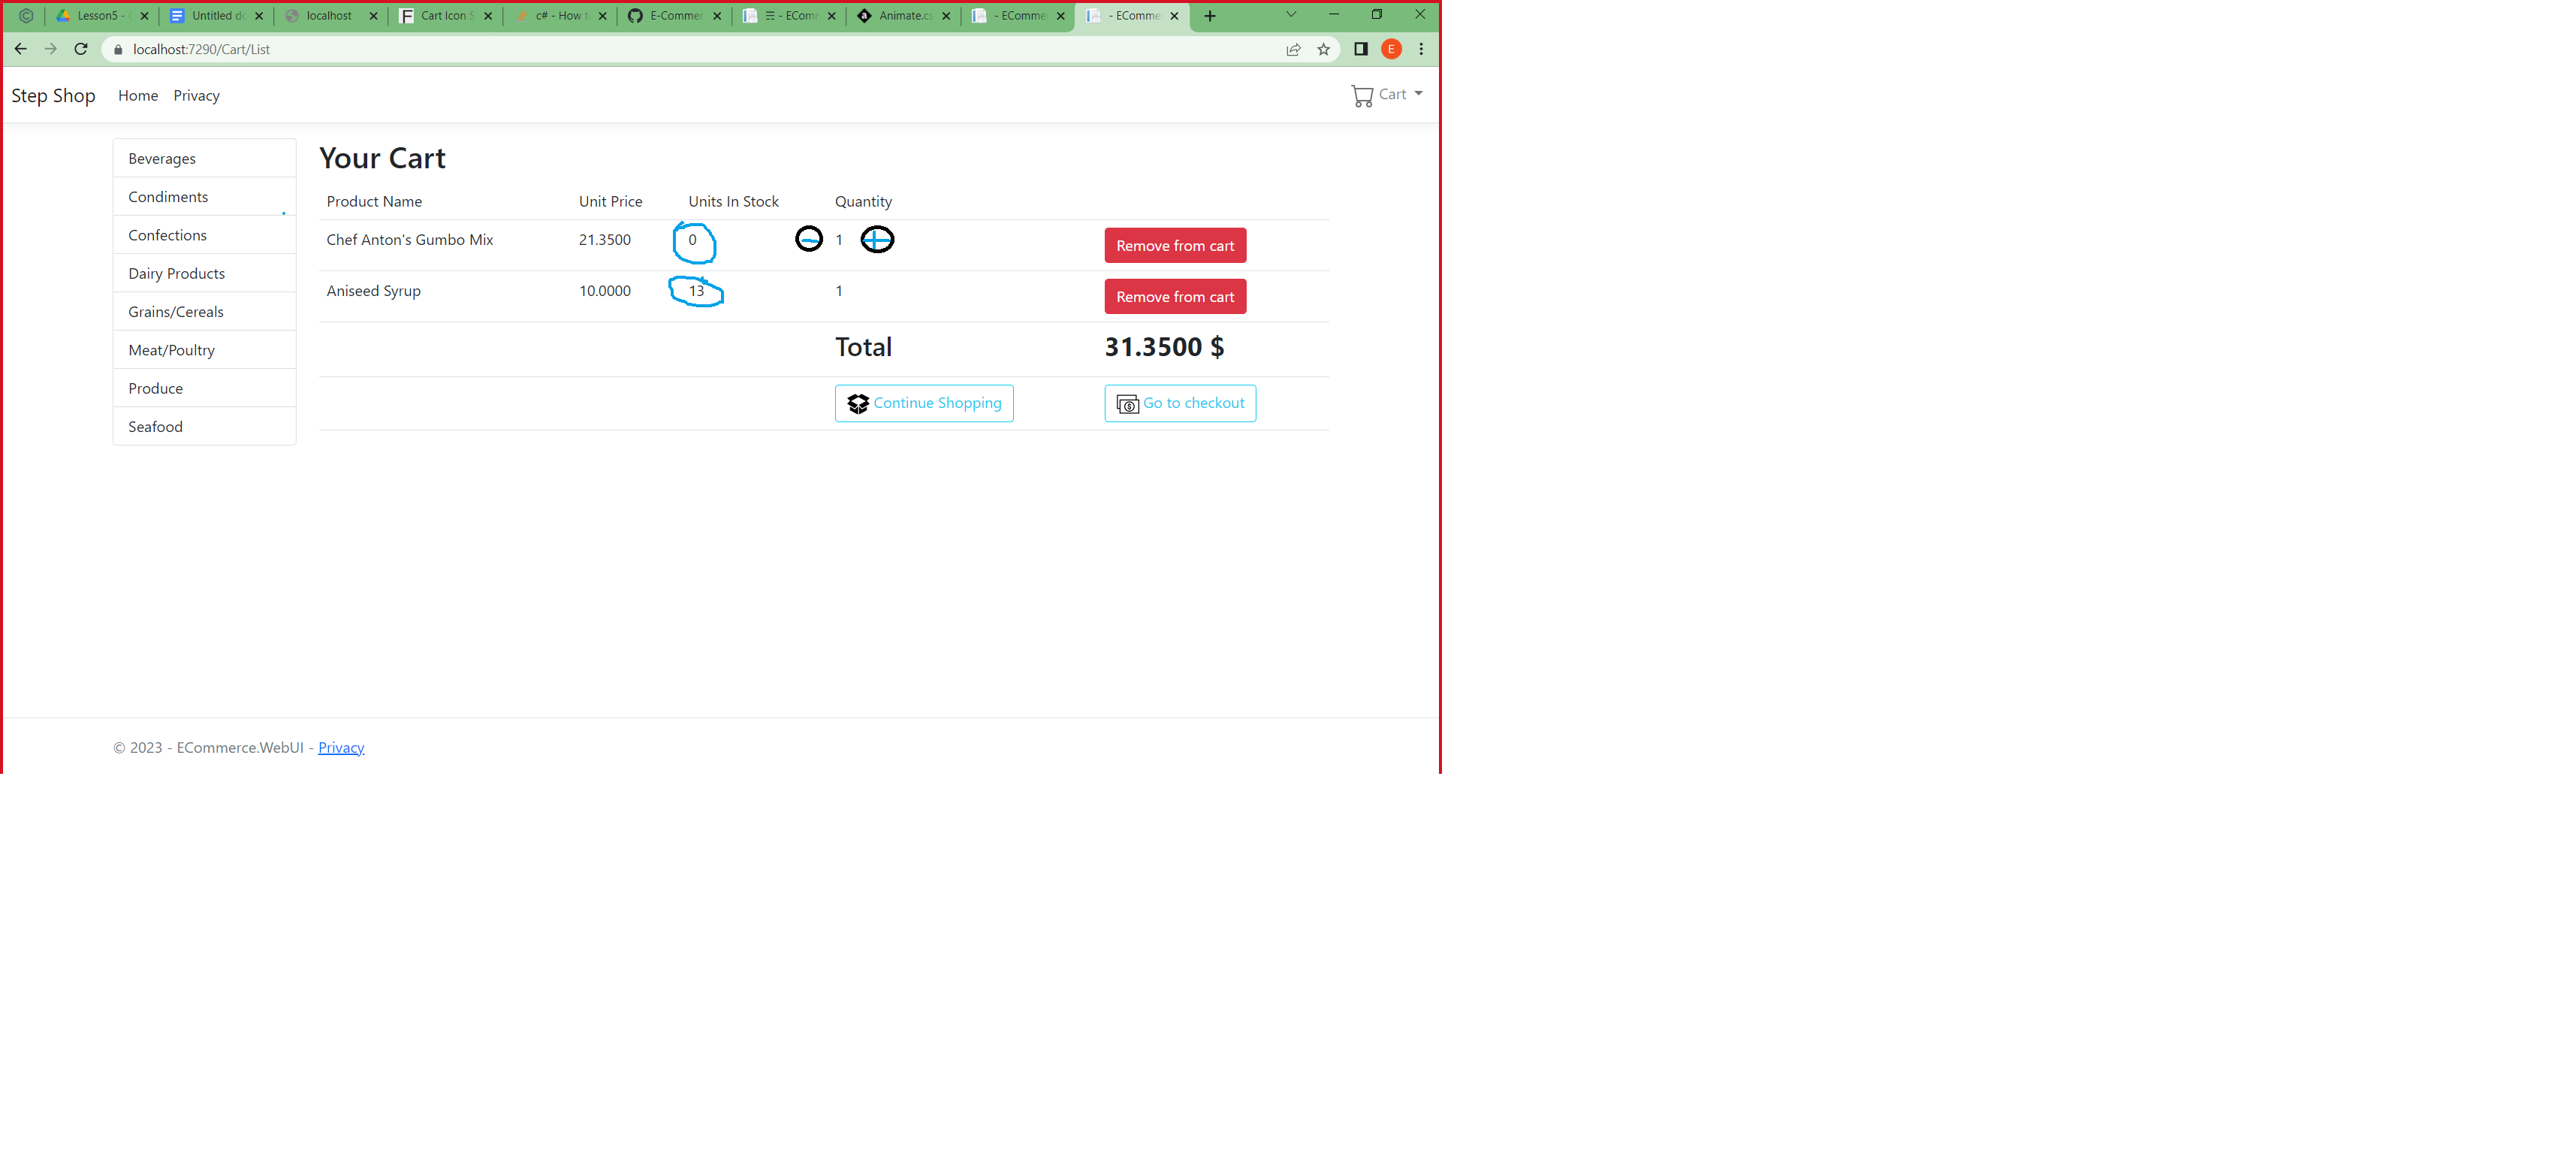 Lesson5 -
Untitled do
localhost
Cart Icon S
c# - How t
E-Commer
☴ - EComr
Animate.cs
- EComme
- EComme
localhost:7290/Cart/List
E
Step Shop Home Privacy
Cart
Beverages
Condiments
Confections
Dairy Products
Grains/Cereals
Meat/Poultry
Produce
Seafood
Your Cart
Product Name Unit Price Units In Stock Quantity
Chef Anton's Gumbo Mix 21.3500 0 - 1 + Remove from cart
Aniseed Syrup 10.0000 13 1 Remove from cart
Total 31.3500 $
Continue Shopping Go to checkout
© 2023 - ECommerce.WebUI - Privacy